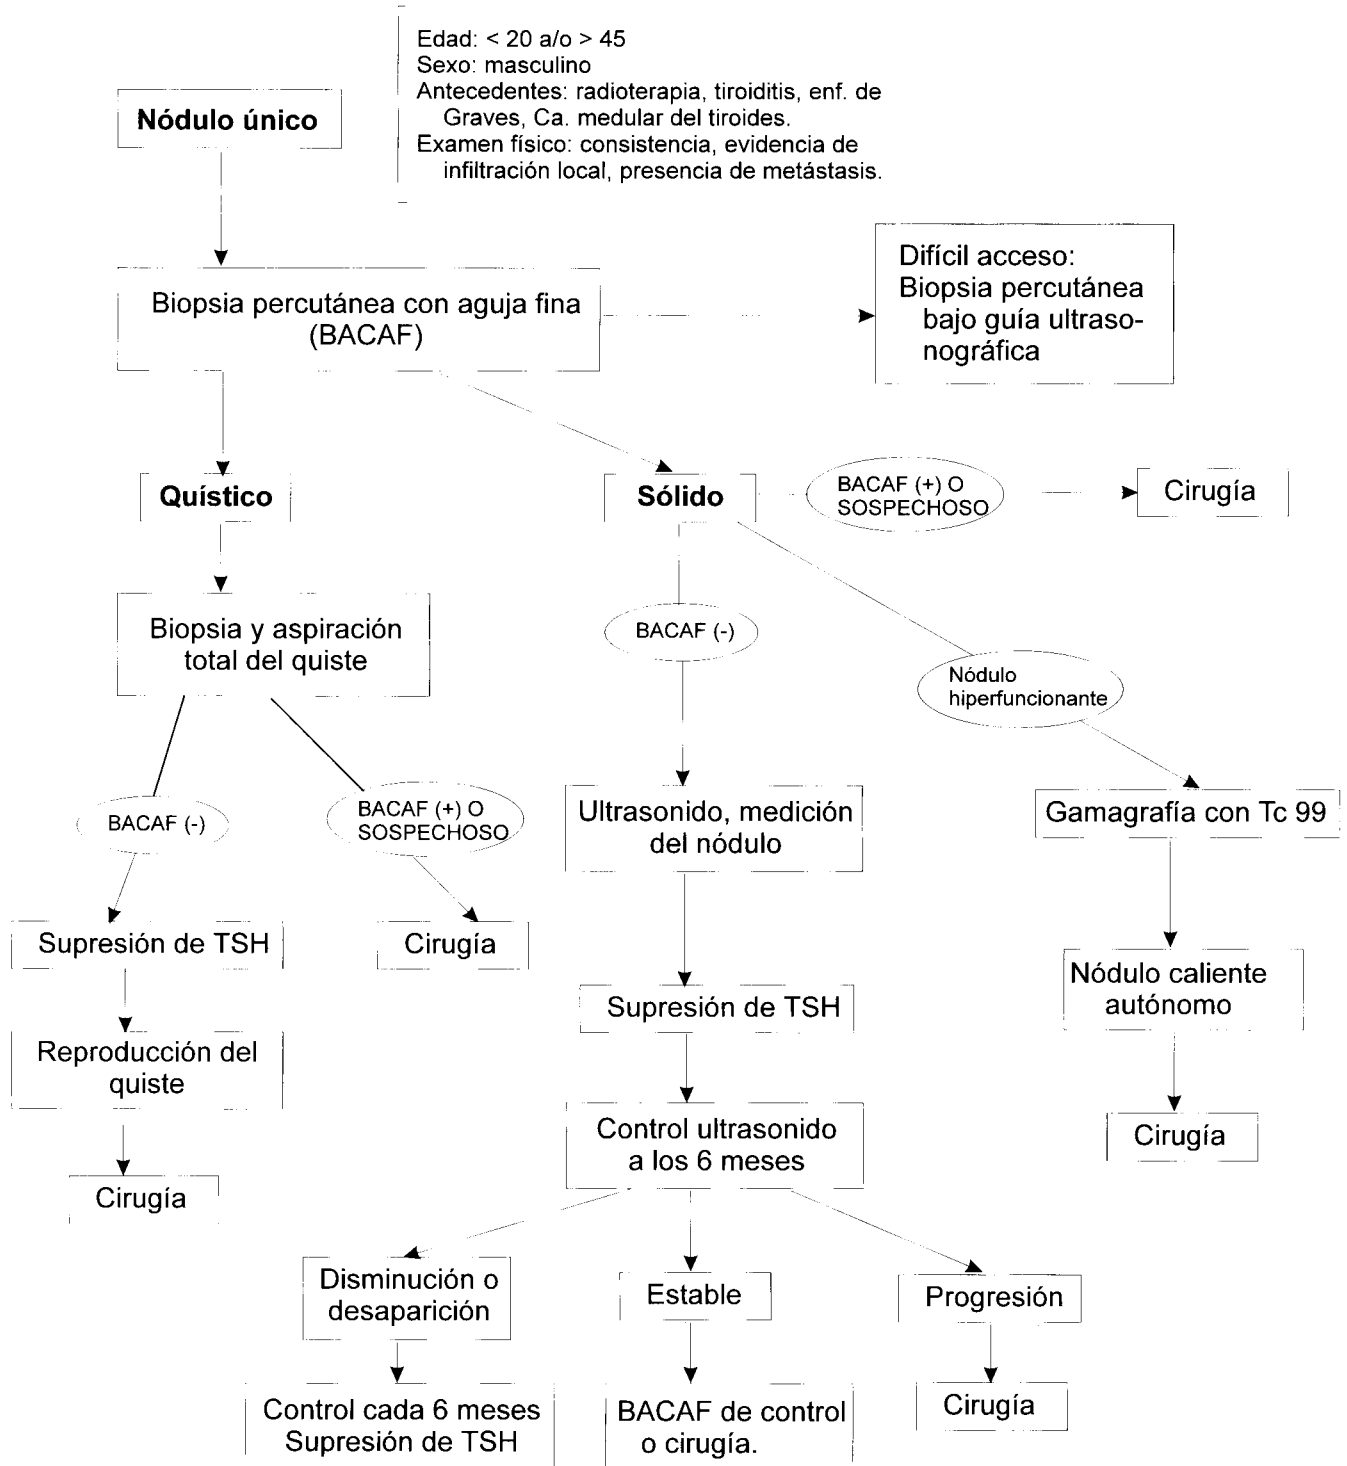 Edad: < 20 a/o > 45
Sexo: masculino
Antecedentes: radioterapia, tiroiditis, enf. de
Graves, Ca. medular del tiroides.
Examen físico: consistencia, evidencia de
infiltración local, presencia de metástasis.
Nódulo único
Difícil acceso:
Biopsia percutánea
bajo guía ultraso-
nográfica
Biopsia percutánea con aguja fina
(BACAF)
Quístico
Sólido
BACAF (+) O
SOSPECHOSO
Cirugía
Biopsia y aspiración
total del quiste
BACAF (-)
Nódulo
hiperfuncionante
BACAF (-)
BACAF (+) O
SOSPECHOSO
Ultrasonido, medición
del nódulo
Gamagrafía con Tc 99
Supresión de TSH
Cirugía
Supresión de TSH
Nódulo caliente
autónomo
Reproducción del
quiste
Control ultrasonido
a los 6 meses
Cirugía
Cirugía
Disminución o
desaparición
Estable
Progresión
Control cada 6 meses
Supresión de TSH
BACAF de control
o cirugía.
Cirugía